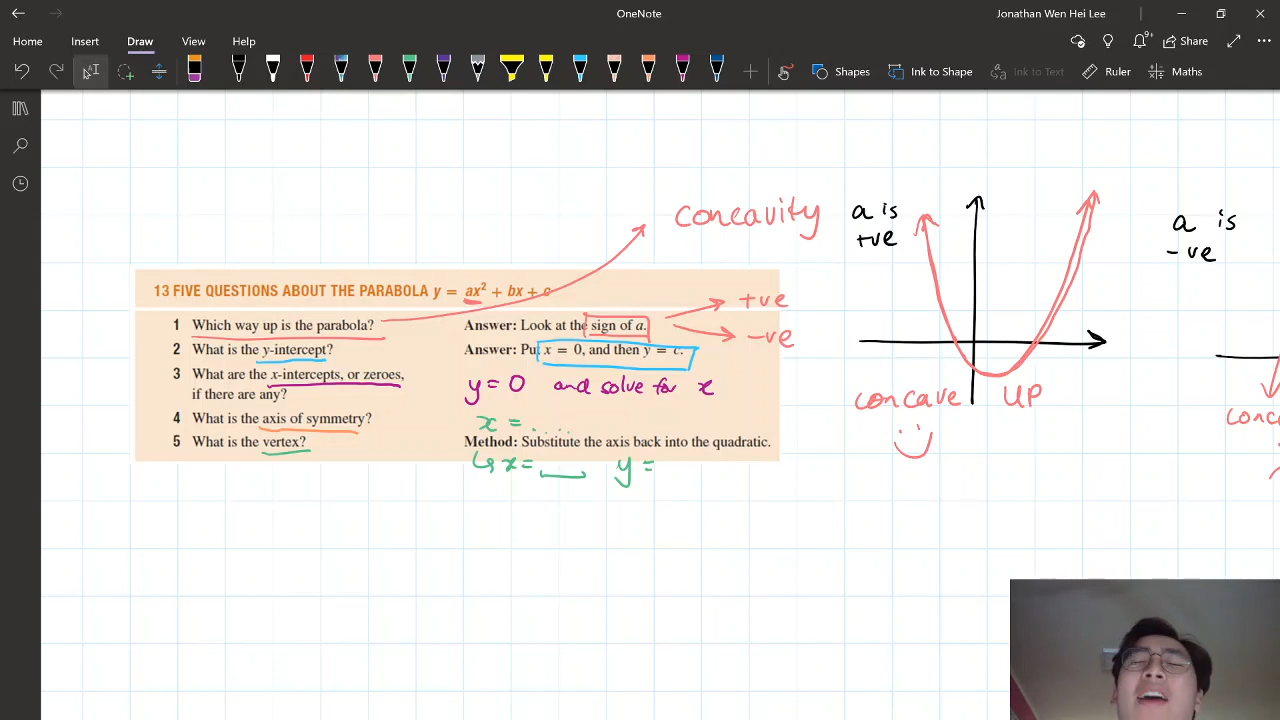 OneNote
Jonathan Wen Hei Lee
Home Insert Draw View Help
9+ Share
Shapes Ink to Shape Ink to Text Ruler Maths
concavity
a is
+ve
a is
-ve
13 FIVE QUESTIONS ABOUT THE PARABOLA y = ax² + bx + c
1 Which way up is the parabola? Answer: Look at the sign of a.
+ve
-ve
2 What is the y-intercept? Answer: Put x = 0, and then y = c.
3 What are the x-intercepts, or zeroes,
if there are any?
y = 0 and solve for x
4 What is the axis of symmetry?
x = ....
5 What is the vertex? Method: Substitute the axis back into the quadratic.
↳ x = ___ y =
concave UP
conc